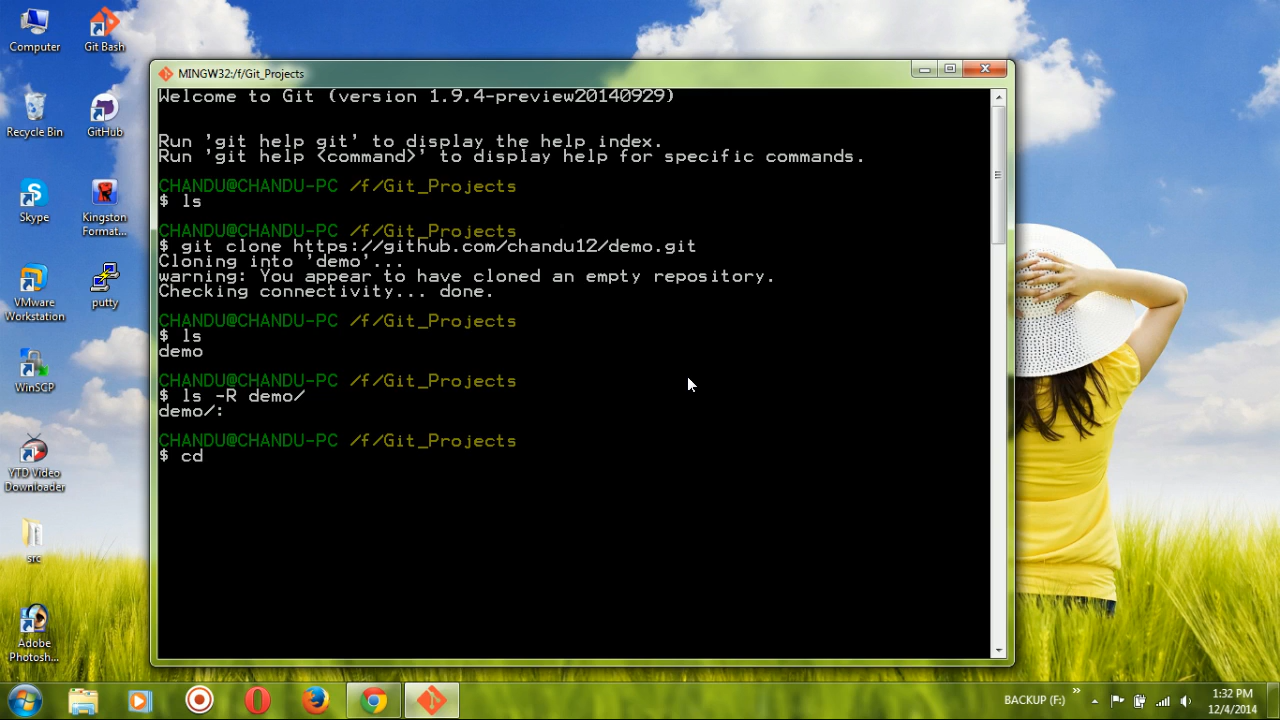 Computer
Git Bash
Recycle Bin
GitHub
Skype
Kingston
Format...
VMware
Workstation
putty
WinSCP
YTD Video
Downloader
src
Adobe
Photosh...
MINGW32:/f/Git_Projects
Welcome to Git (version 1.9.4-preview20140929)
Run 'git help git' to display the help index.
Run 'git help <command>' to display help for specific commands.
CHANDU@CHANDU-PC /f/Git_Projects
$ ls
CHANDU@CHANDU-PC /f/Git_Projects
$ git clone https://github.com/chandu12/demo.git
Cloning into 'demo'...
warning: You appear to have cloned an empty repository.
Checking connectivity... done.
CHANDU@CHANDU-PC /f/Git_Projects
$ ls
demo
CHANDU@CHANDU-PC /f/Git_Projects
$ ls -R demo/
demo/:
CHANDU@CHANDU-PC /f/Git_Projects
$ cd
BACKUP (F:)
1:32 PM
12/4/2014